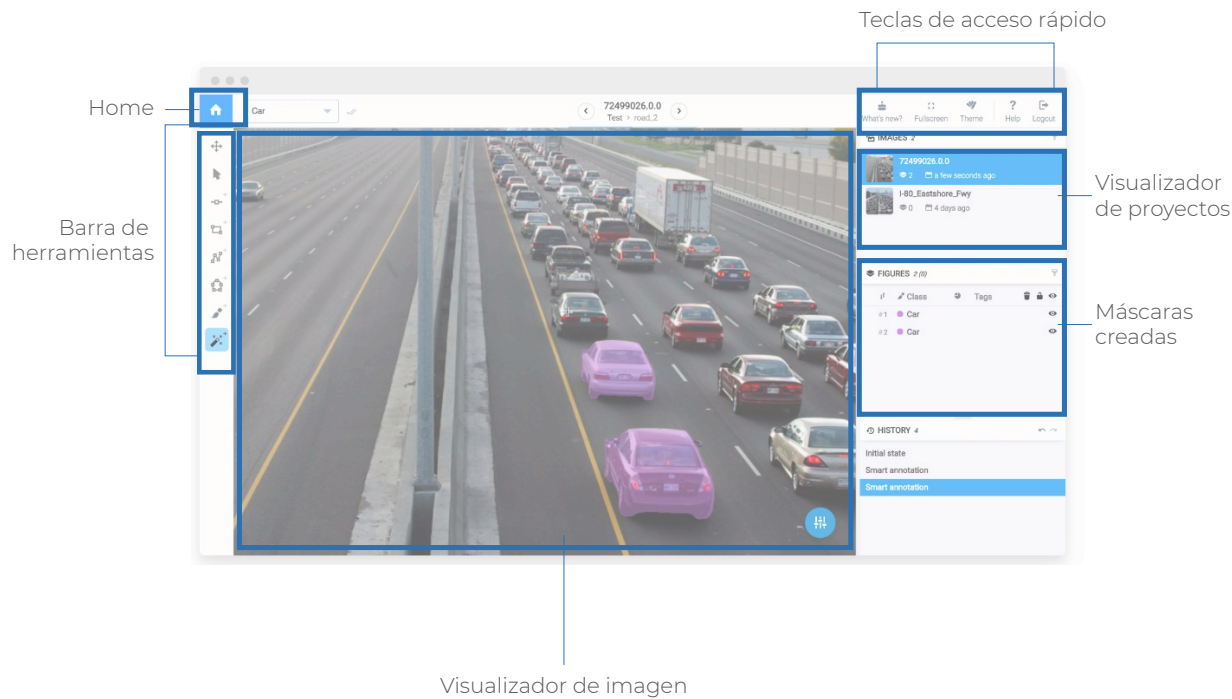 Teclas de acceso rápido
Home
Car
72499026.0.0
Test > road_2
What's new?
Fullscreen
Theme
Help
Logout
IMAGES 2
72499026.0.0
2 a few seconds ago
I-80_Eastshore_Fwy
0 4 days ago
Visualizador
de proyectos
Barra de
herramientas
FIGURES 2 (0)
Class Tags
#1 Car
#2 Car
Máscaras
creadas
HISTORY 4
Initial state
Smart annotation
Smart annotation
Visualizador de imagen